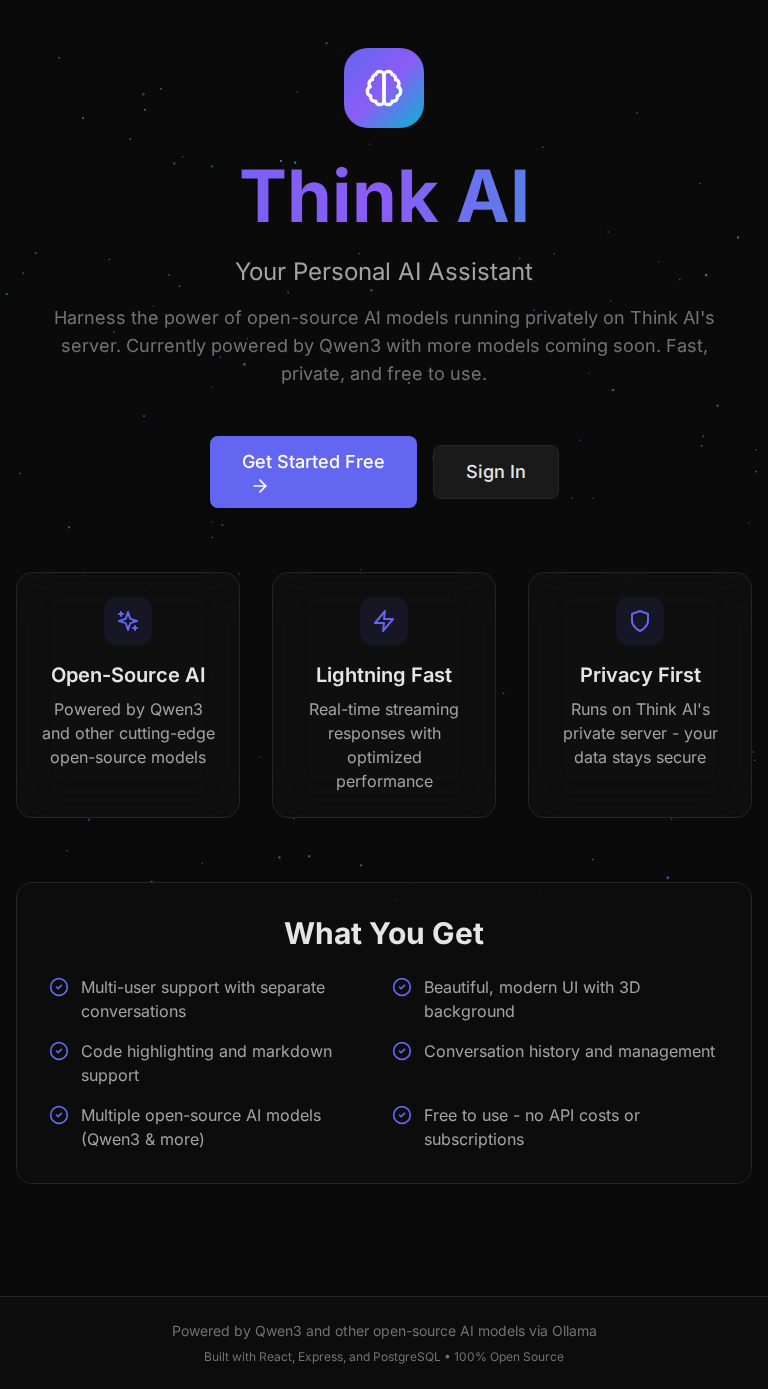 Think AI
Your Personal AI Assistant
Harness the power of open-source AI models running privately on Think AI's
server. Currently powered by Qwen3 with more models coming soon. Fast,
private, and free to use.
Get Started Free
Sign In
Open-Source AI
Powered by Qwen3
and other cutting-edge
open-source models
Lightning Fast
Real-time streaming
responses with
optimized
performance
Privacy First
Runs on Think AI's
private server - your
data stays secure
What You Get
Multi-user support with separate
conversations
Beautiful, modern UI with 3D
background
Code highlighting and markdown
support
Conversation history and management
Multiple open-source AI models
(Qwen3 & more)
Free to use - no API costs or
subscriptions
Powered by Qwen3 and other open-source AI models via Ollama
Built with React, Express, and PostgreSQL • 100% Open Source